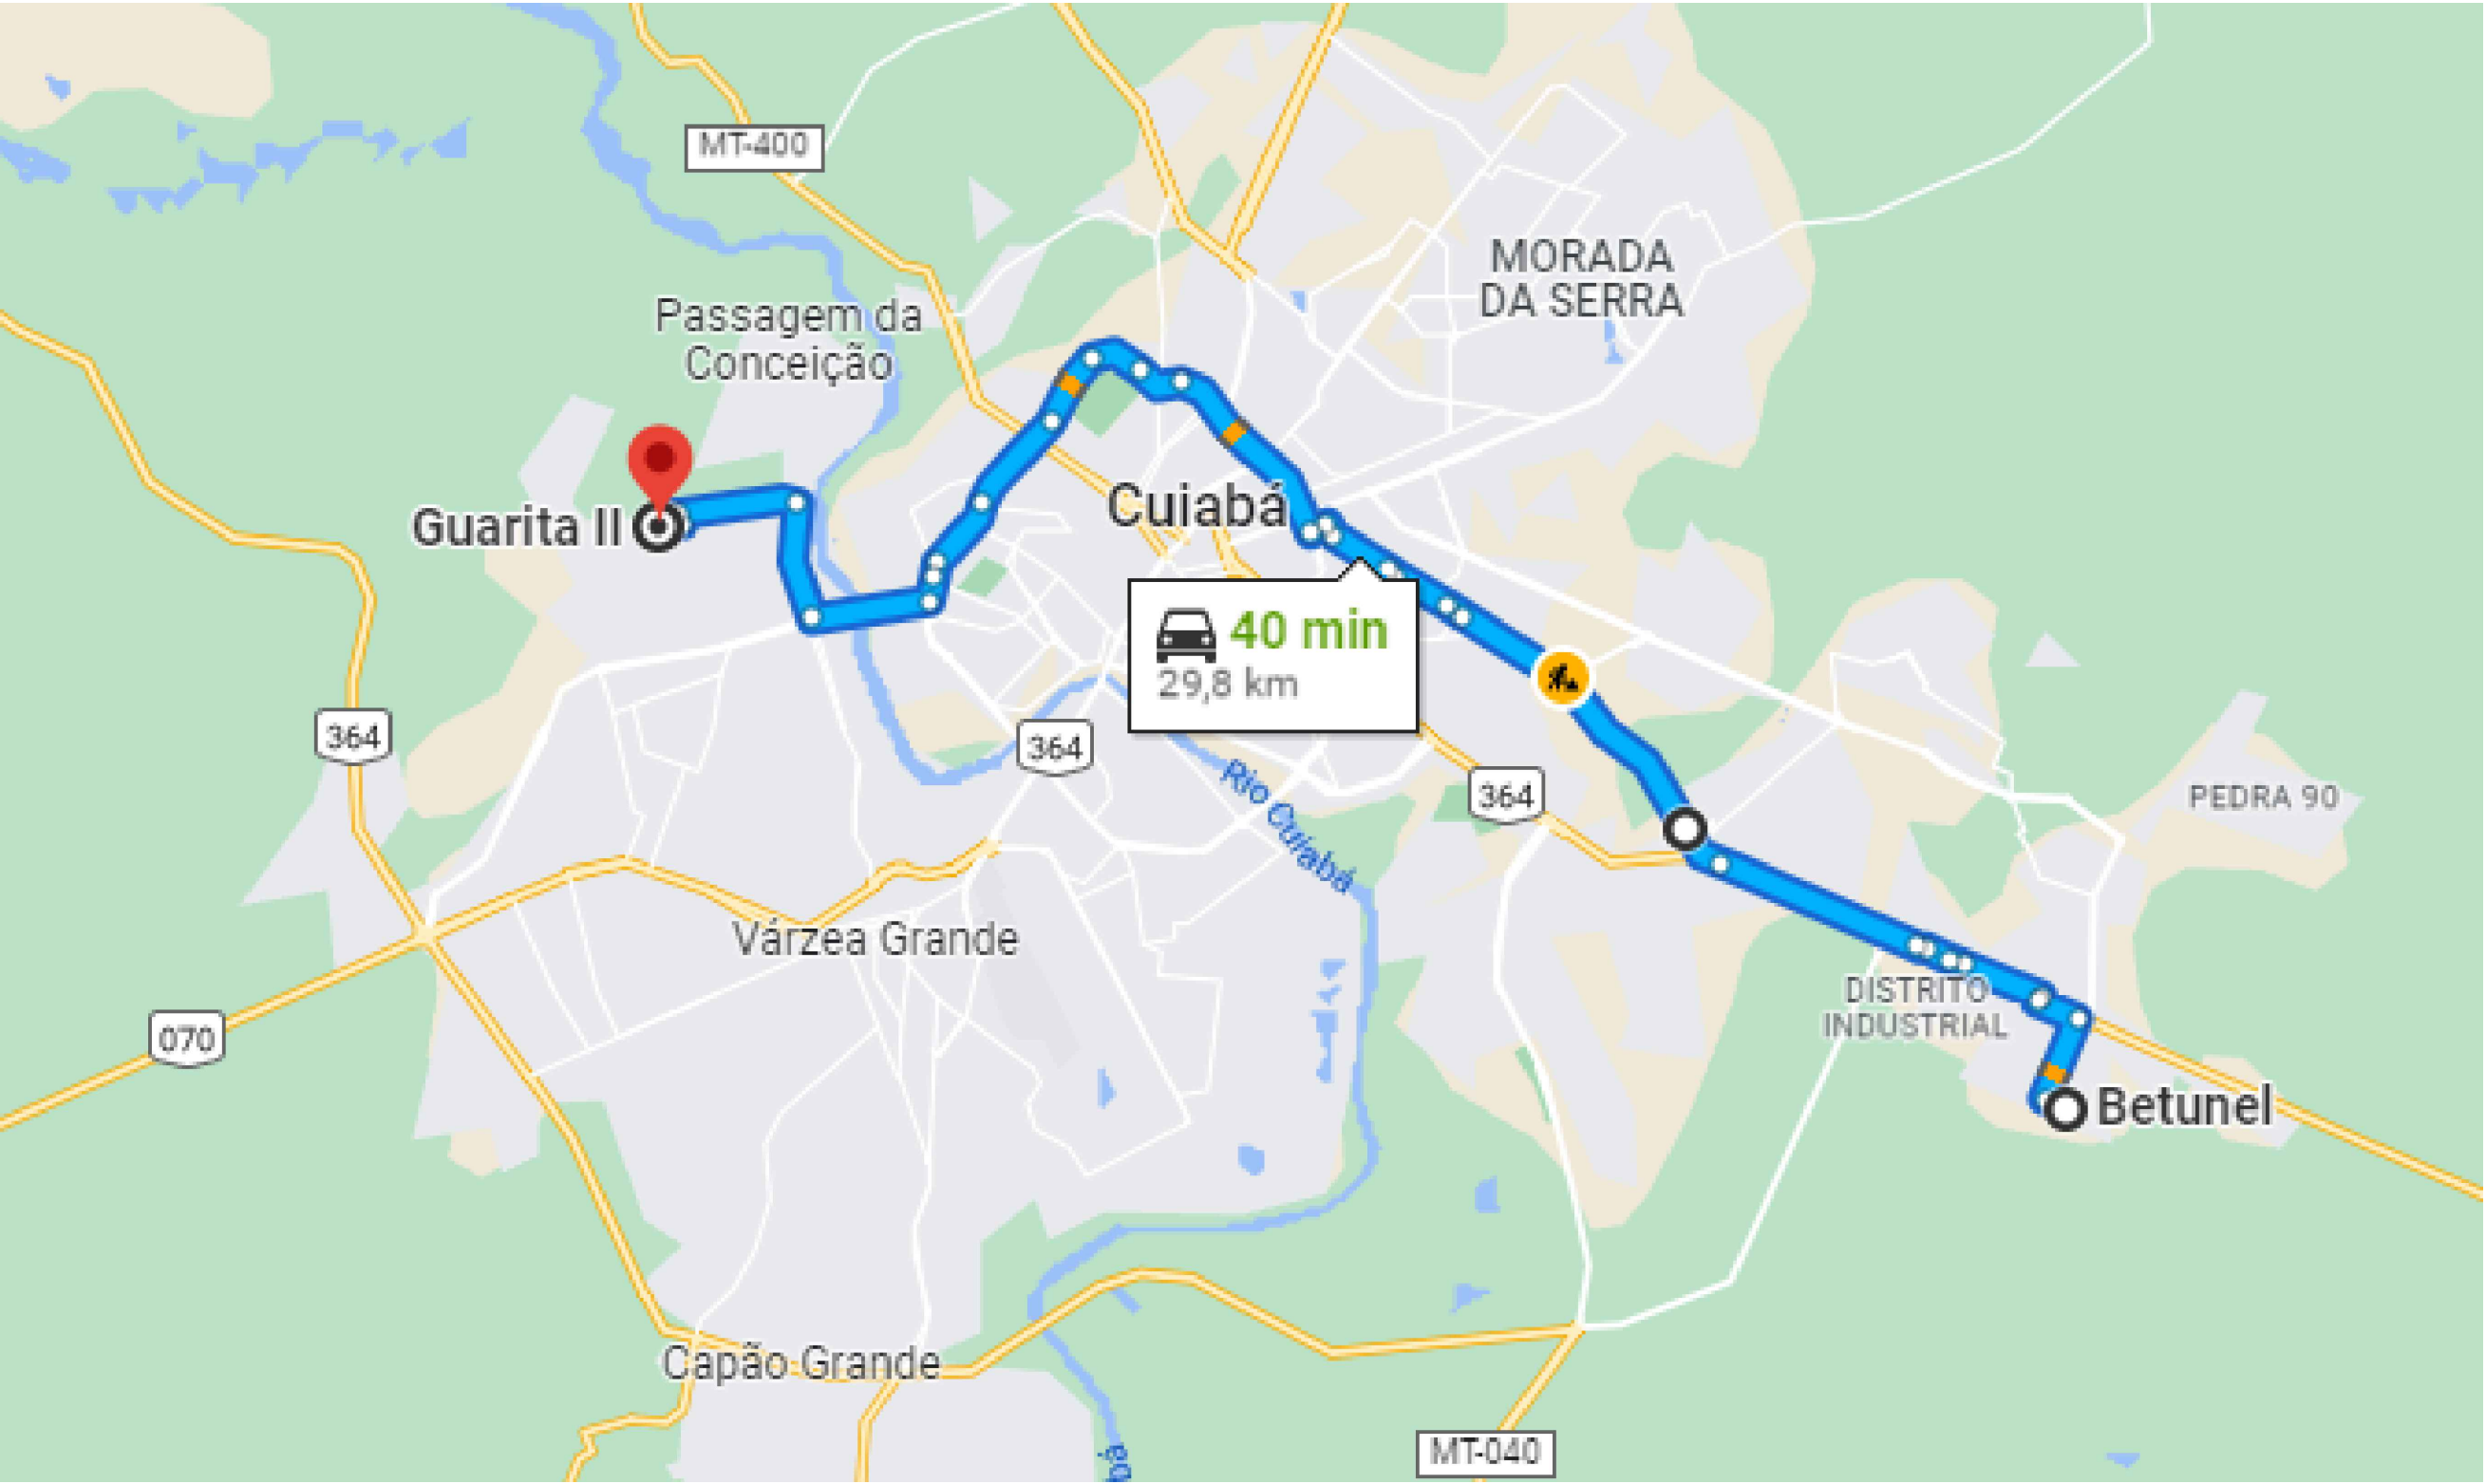 MT-400
MORADA
DA SERRA
Passagem da
Conceição
Cuiabá
Guarita II
40 min
29,8 km
364
364
364
Rio Cuiabá
PEDRA 90
Várzea Grande
DISTRITO
INDUSTRIAL
070
Betunel
Capão Grande
MT-040